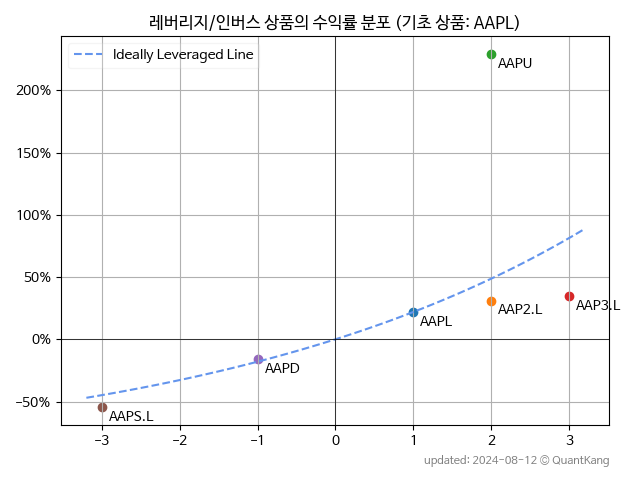 레버리지/인버스 상품의 수익률 분포 (기초 상품: AAPL)
Ideally Leveraged Line
AAPU
200%
150%
100%
50%
AAP2.L
AAP3.L
AAPL
0%
AAPD
−50%
AAPS.L
−3 −2 −1 0 1 2 3
updated: 2024-08-12 © QuantKang